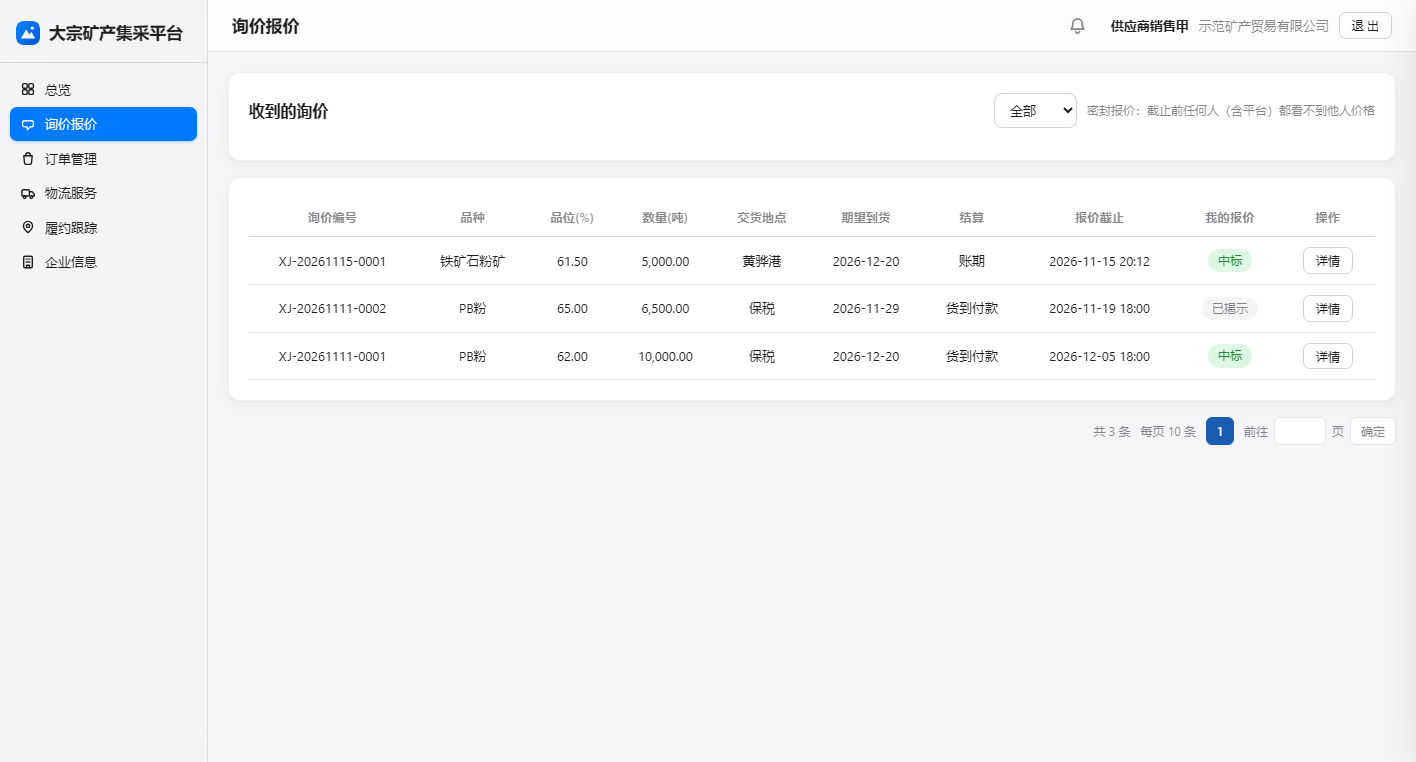 大宗矿产集采平台
询价报价
供应商销售甲 示范矿产贸易有限公司 退 出
总览
询价报价
订单管理
物流服务
履约跟踪
企业信息
收到的询价
全部 密封报价：截止前任何人（含平台）都看不到他人价格
询价编号 品种 品位(%) 数量(吨) 交货地点 期望到货 结算 报价截止 我的报价 操作
XJ-20261115-0001 铁矿石粉矿 61.50 5,000.00 黄骅港 2026-12-20 账期 2026-11-15 20:12 中标 详情
XJ-20261111-0002 PB粉 65.00 6,500.00 保税 2026-11-29 货到付款 2026-11-19 18:00 已揭示 详情
XJ-20261111-0001 PB粉 62.00 10,000.00 保税 2026-12-20 货到付款 2026-12-05 18:00 中标 详情
共 3 条 每页 10 条 1 前往 页 确定